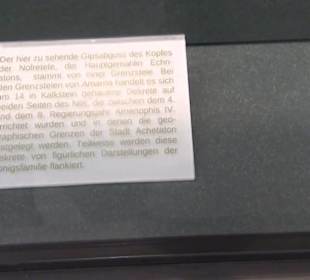 Der hier zu sehende Gipsabguss des Kopfes
der Nofretete, die Hauptgemahlin Echn-
atons, stammt von einer Grenzstele. Bei
den Grenzstelen von Amarna handelt es sich
um 14 in Kalkstein gehauene Dekrete auf
beiden Seiten des Nils, die zwischen dem 4.
und dem 8. Regierungsjahr Amenophis IV.
errichtet wurden und in denen die geo-
graphischen Grenzen der Stadt Achetaton
festgelegt werden. Teilweise werden diese
Dekrete von figürlichen Darstellungen der
Königsfamilie flankiert.